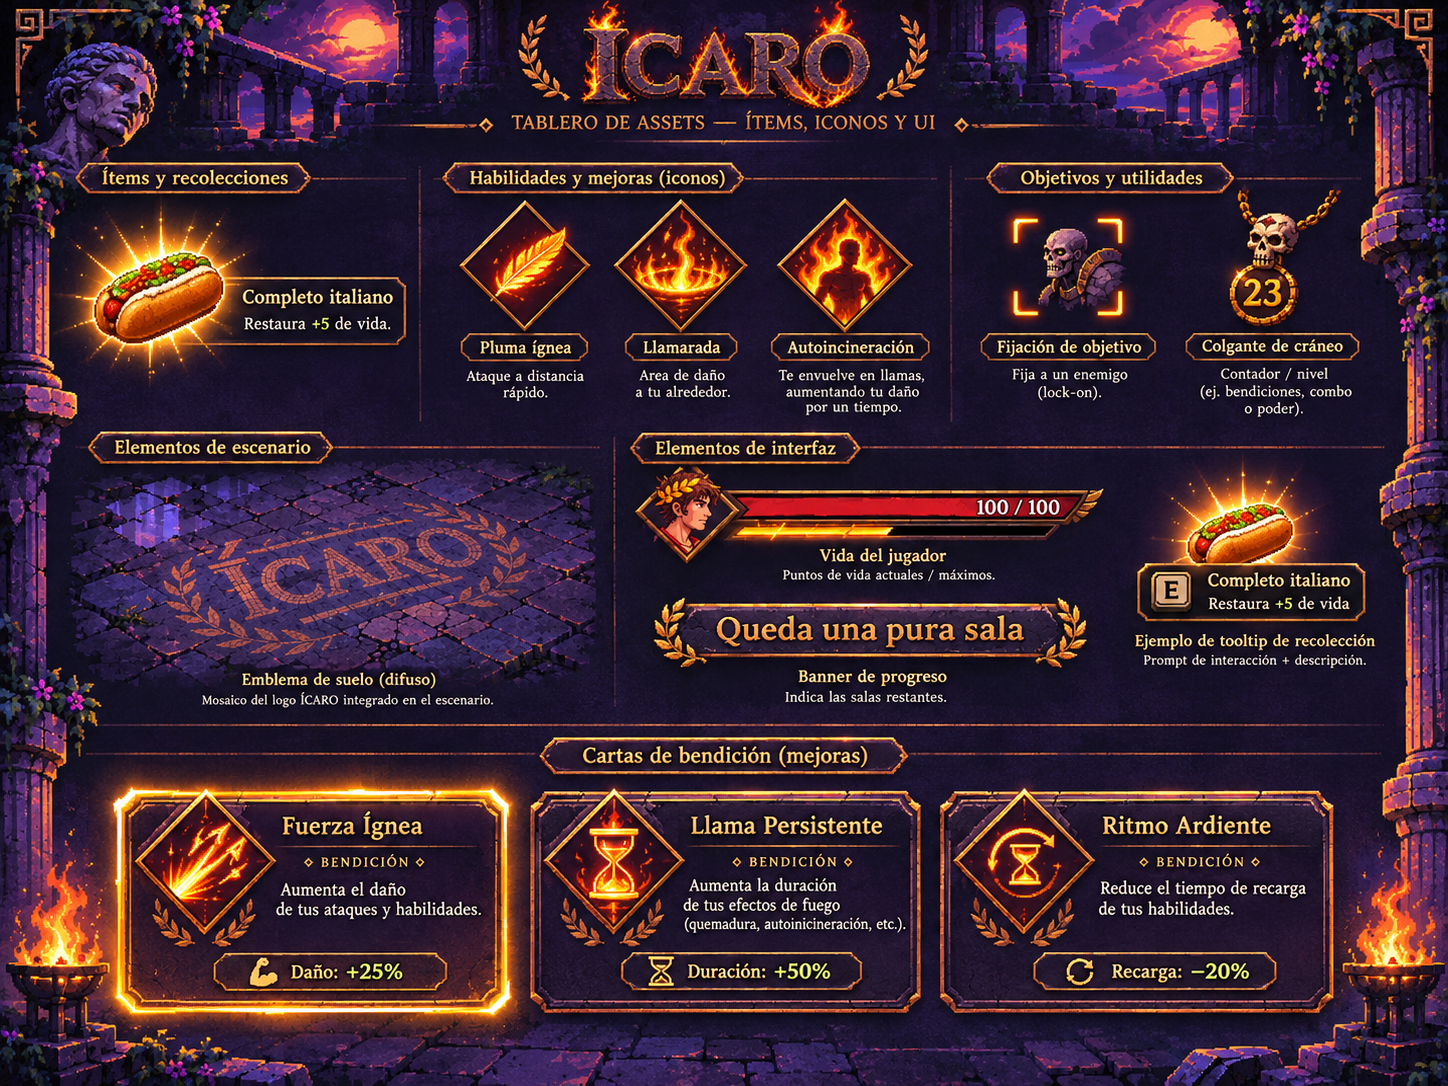 ÍCARO
TABLERO DE ASSETS — ÍTEMS, ICONOS Y UI
Ítems y recolecciones
Completo italiano
Restaura +5 de vida.
Habilidades y mejoras (iconos)
Pluma ígnea
Ataque a distancia
rápido.
Llamarada
Area de daño
a tu alrededor.
Autoincineración
Te envuelve en llamas,
aumentando tu daño
por un tiempo.
Objetivos y utilidades
Fijación de objetivo
Fija a un enemigo
(lock-on).
23
Colgante de cráneo
Contador / nivel
(ej. bendiciones, combo
o poder).
Elementos de escenario
ÍCARO
Emblema de suelo (difuso)
Mosaico del logo ÍCARO integrado en el escenario.
Elementos de interfaz
100 / 100
Vida del jugador
Puntos de vida actuales / máximos.
Queda una pura sala
Banner de progreso
Indica las salas restantes.
E
Completo italiano
Restaura +5 de vida
Ejemplo de tooltip de recolección
Prompt de interacción + descripción.
Cartas de bendición (mejoras)
Fuerza Ígnea
BENDICIÓN
Aumenta el daño
de tus ataques y habilidades.
Daño: +25%
Llama Persistente
BENDICIÓN
Aumenta la duración
de tus efectos de fuego
(quemadura, autoinicineración, etc.).
Duración: +50%
Ritmo Ardiente
BENDICIÓN
Reduce el tiempo de recarga
de tus habilidades.
Recarga: −20%